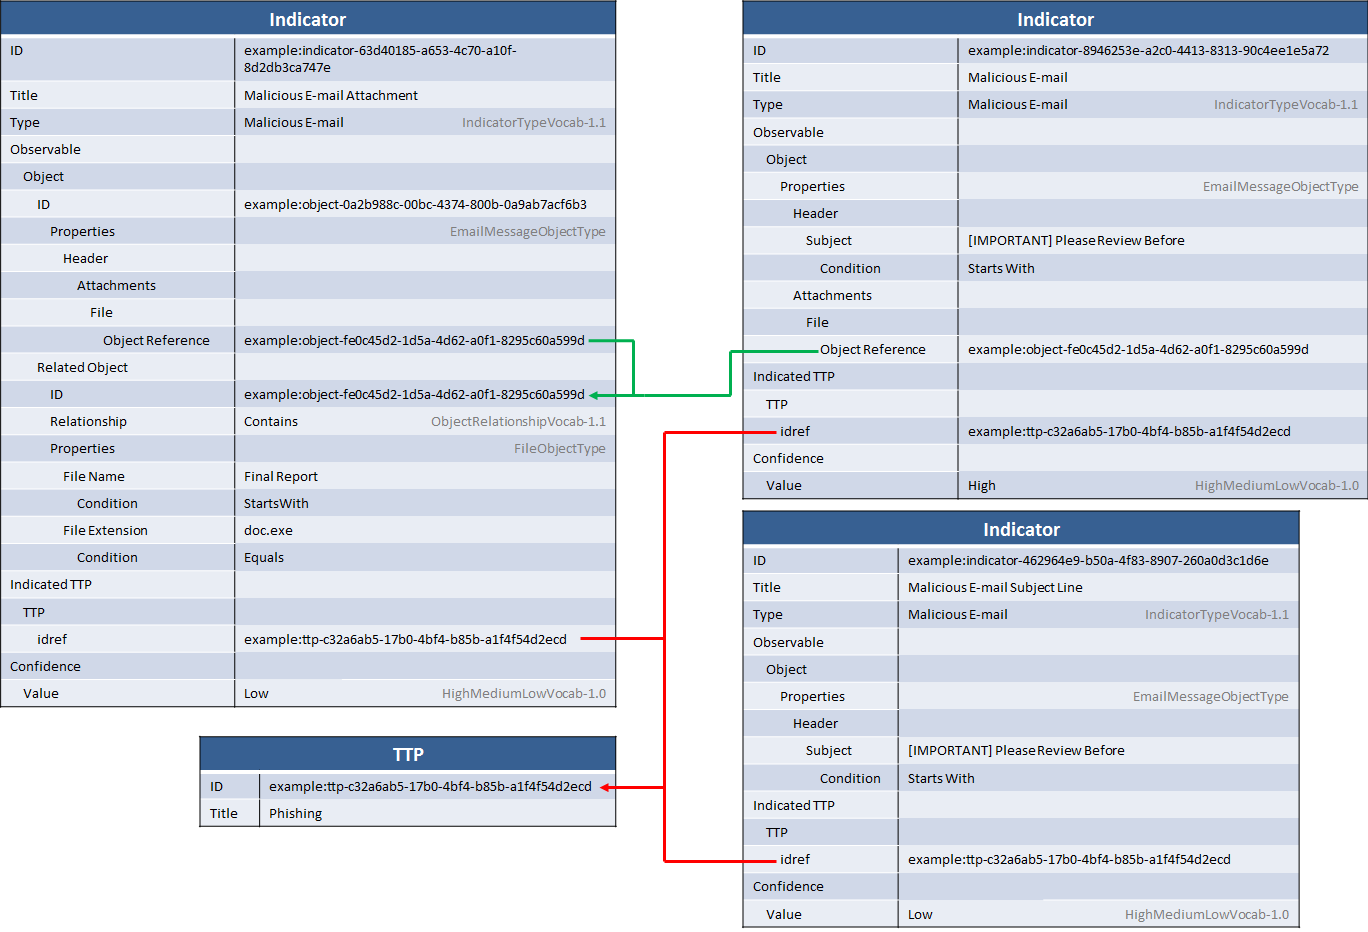 Indicator
ID example:indicator-63d40185-a653-4c70-a10f-
8d2db3ca747e
Title Malicious E-mail Attachment
Type Malicious E-mail IndicatorTypeVocab-1.1
Observable
Object
ID example:object-0a2b988c-00bc-4374-800b-0a9ab7acf6b3
Properties EmailMessageObjectType
Header
Attachments
File
Object Reference example:object-fe0c45d2-1d5a-4d62-a0f1-8295c60a599d
Related Object
ID example:object-fe0c45d2-1d5a-4d62-a0f1-8295c60a599d
Relationship Contains ObjectRelationshipVocab-1.1
Properties FileObjectType
File Name Final Report
Condition StartsWith
File Extension doc.exe
Condition Equals
Indicated TTP
TTP
idref example:ttp-c32a6ab5-17b0-4bf4-b85b-a1f4f54d2ecd
Confidence
Value Low HighMediumLowVocab-1.0
TTP
ID example:ttp-c32a6ab5-17b0-4bf4-b85b-a1f4f54d2ecd
Title Phishing
Indicator
ID example:indicator-8946253e-a2c0-4413-8313-90c4ee1e5a72
Title Malicious E-mail
Type Malicious E-mail IndicatorTypeVocab-1.1
Observable
Object
Properties EmailMessageObjectType
Header
Subject [IMPORTANT] Please Review Before
Condition Starts With
Attachments
File
Object Reference example:object-fe0c45d2-1d5a-4d62-a0f1-8295c60a599d
Indicated TTP
TTP
idref example:ttp-c32a6ab5-17b0-4bf4-b85b-a1f4f54d2ecd
Confidence
Value High HighMediumLowVocab-1.0
Indicator
ID example:indicator-462964e9-b50a-4f83-8907-260a0d3c1d6e
Title Malicious E-mail Subject Line
Type Malicious E-mail IndicatorTypeVocab-1.1
Observable
Object
Properties EmailMessageObjectType
Header
Subject [IMPORTANT] Please Review Before
Condition Starts With
Indicated TTP
TTP
idref example:ttp-c32a6ab5-17b0-4bf4-b85b-a1f4f54d2ecd
Confidence
Value Low HighMediumLowVocab-1.0